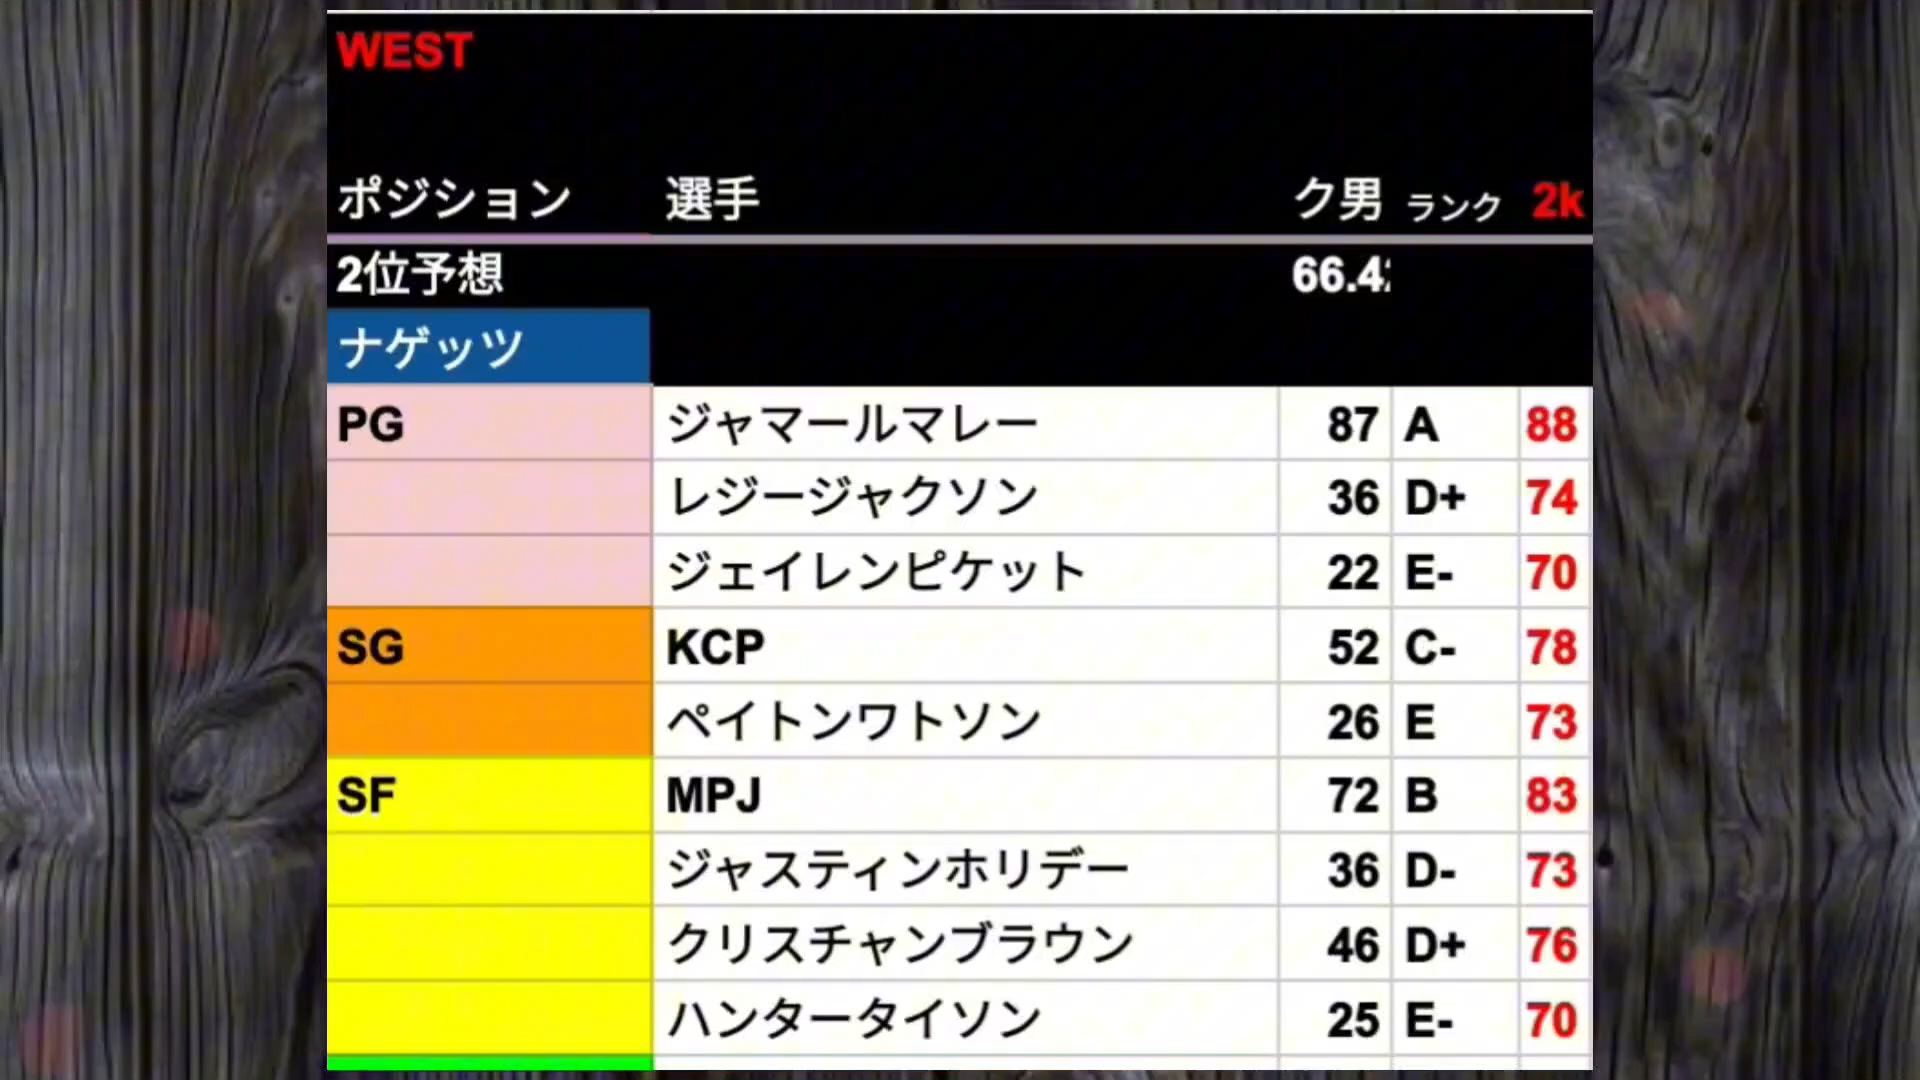 WEST
ポジション 選手 ク男 ランク 2k
2位予想 66.4
ナゲッツ
PG ジャマールマレー 87 A 88
レジージャクソン 36 D+ 74
ジェイレンピケット 22 E- 70
SG KCP 52 C- 78
ペイトンワトソン 26 E 73
SF MPJ 72 B 83
ジャスティンホリデー 36 D- 73
クリスチャンブラウン 46 D+ 76
ハンタータイソン 25 E- 70